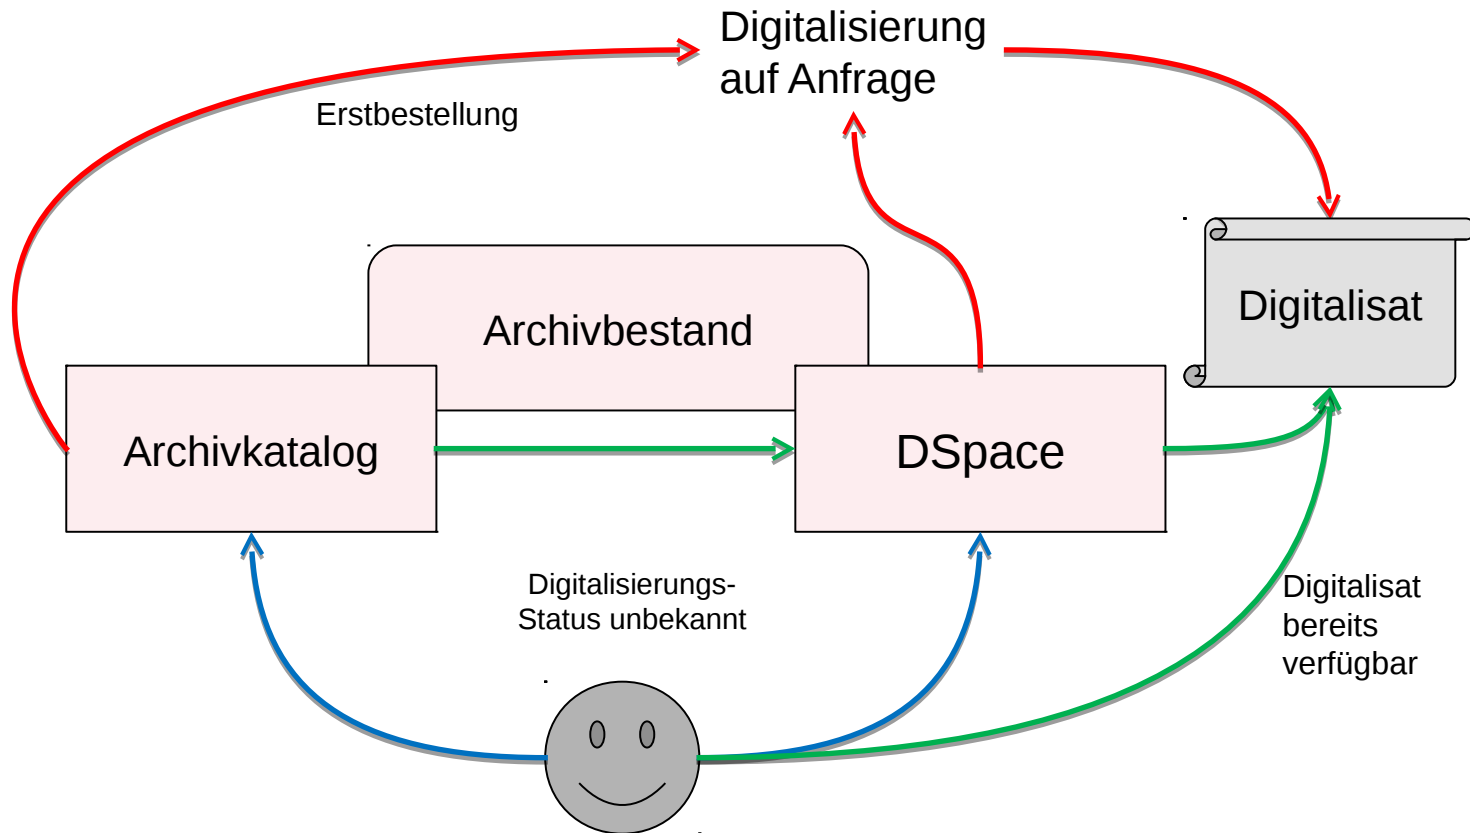 Digitalisierung
auf Anfrage
Erstbestellung
Digitalisat
Archivbestand
Archivkatalog
DSpace
Digitalisierungs-
Status unbekannt
Digitalisat
bereits
verfügbar